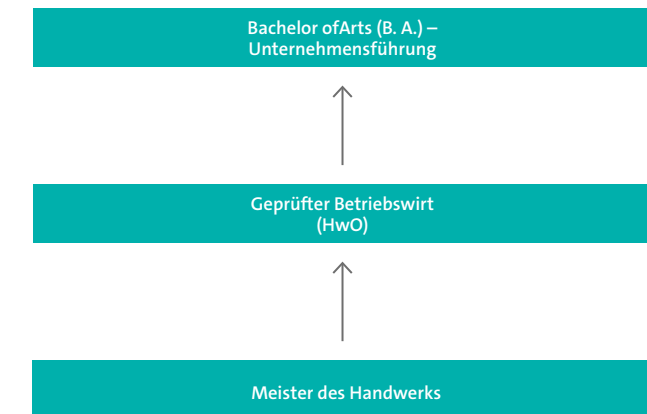 Bachelor ofArts (B. A.) –
Unternehmensführung
Geprüfter Betriebswirt
(HwO)
Meister des Handwerks